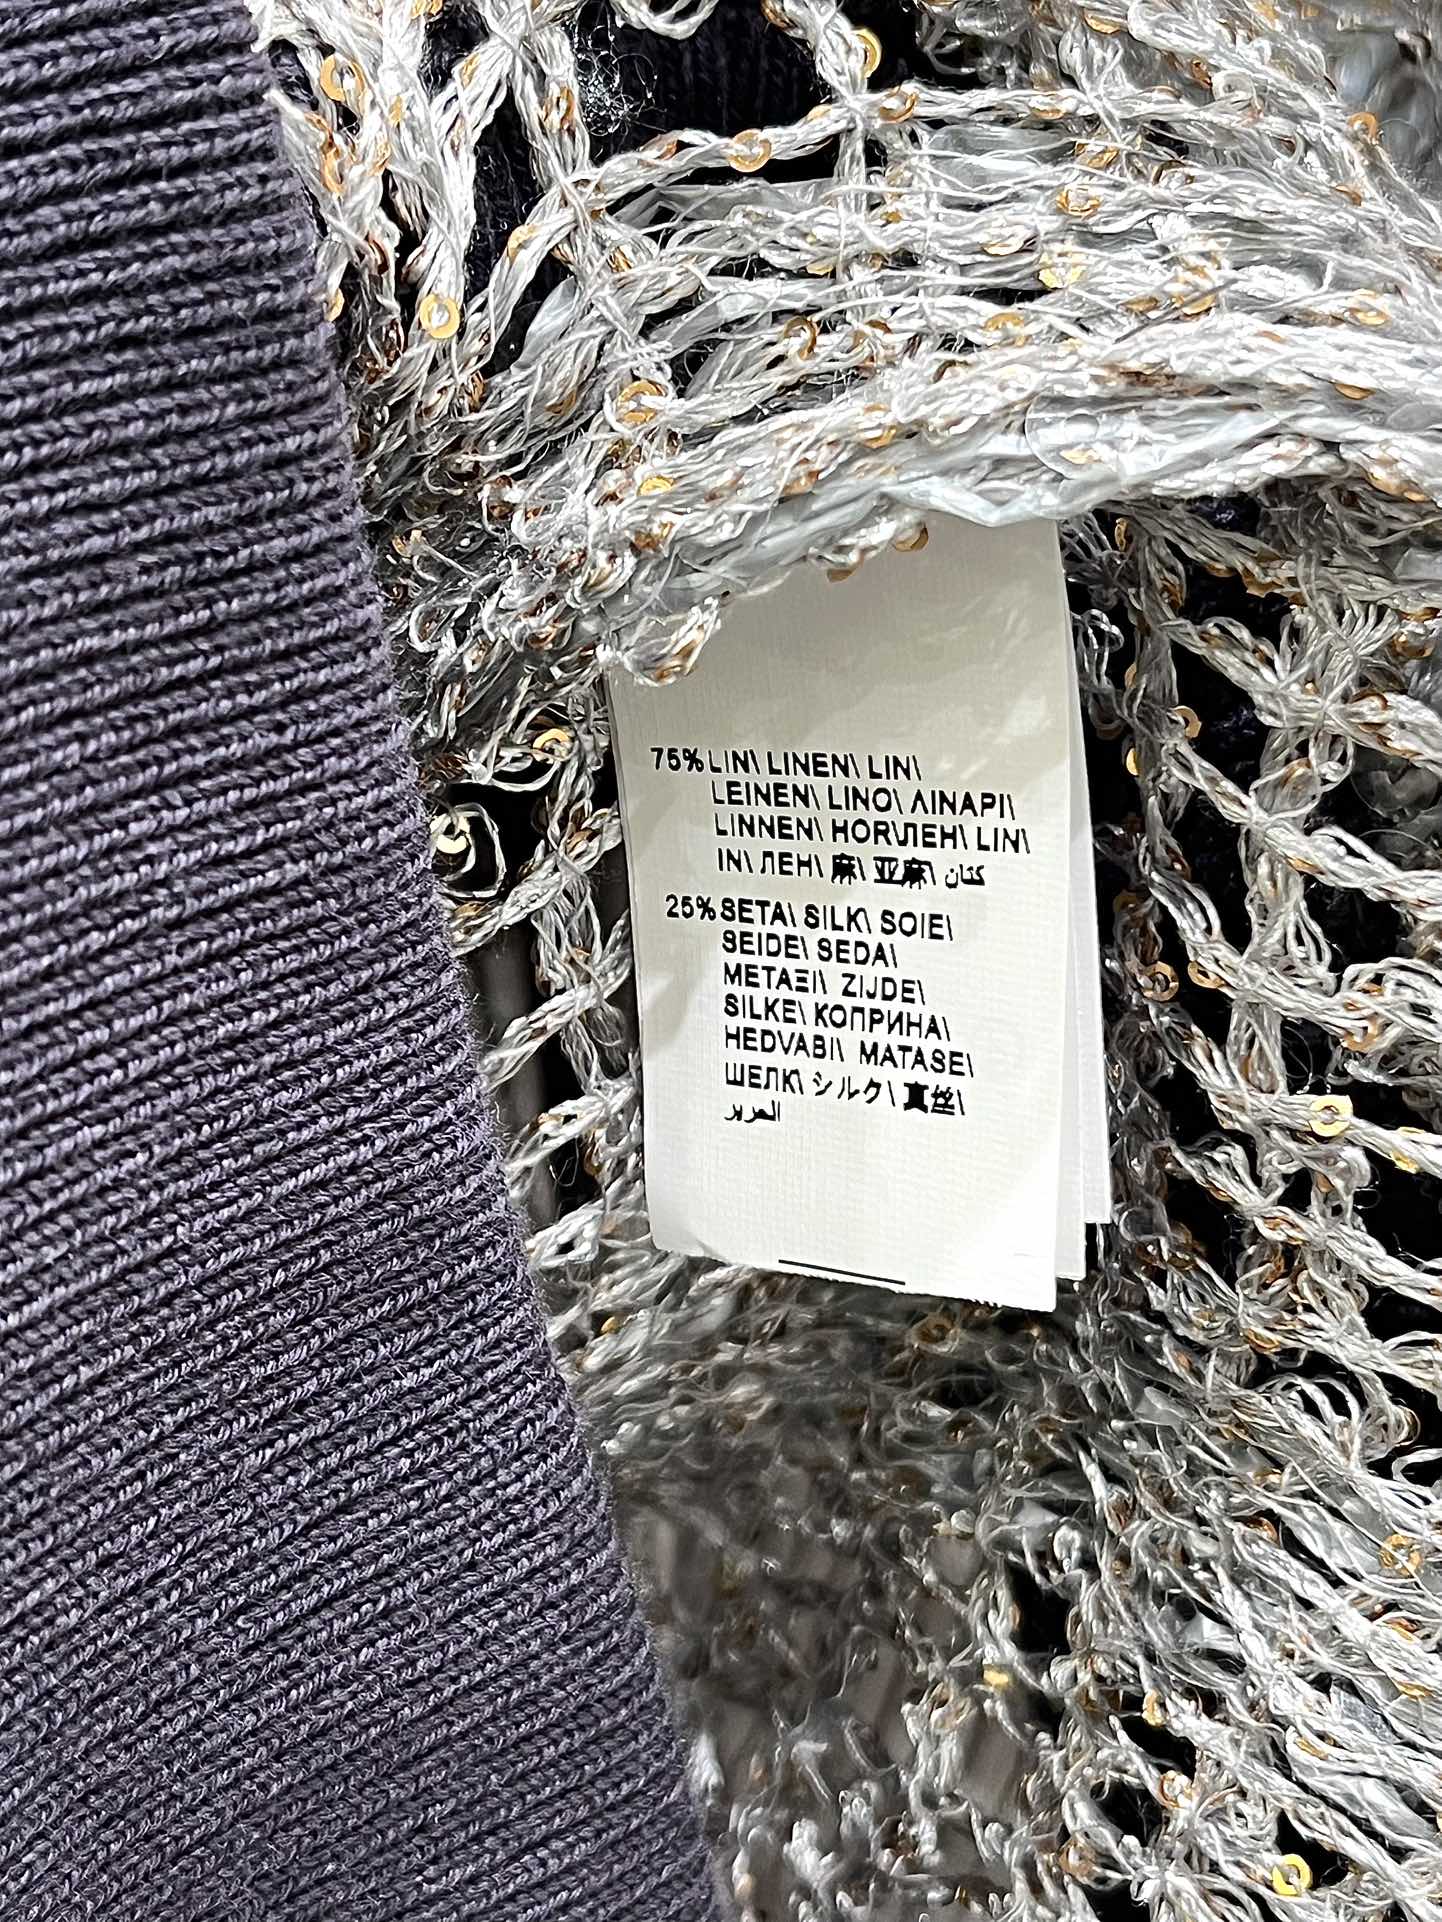 75% LIN\ LINEN\ LIN\
LEINEN\ LINO\ ΛΙΝΑΡΙ\
LINNEN\ HOR\ЛЕН\ LIN\
IN\ ЛЕН\ 麻\ 亚麻\ كتان
25% SETA\ SILK\ SOIE\
SEIDE\ SEDA\
ΜΕΤΑΞΙ\ ZIJDE\
SILKE\ КОПРИНА\
HEDVABI\ MATASE\
ШЕЛК\ シルク\ 真丝\
الحرير